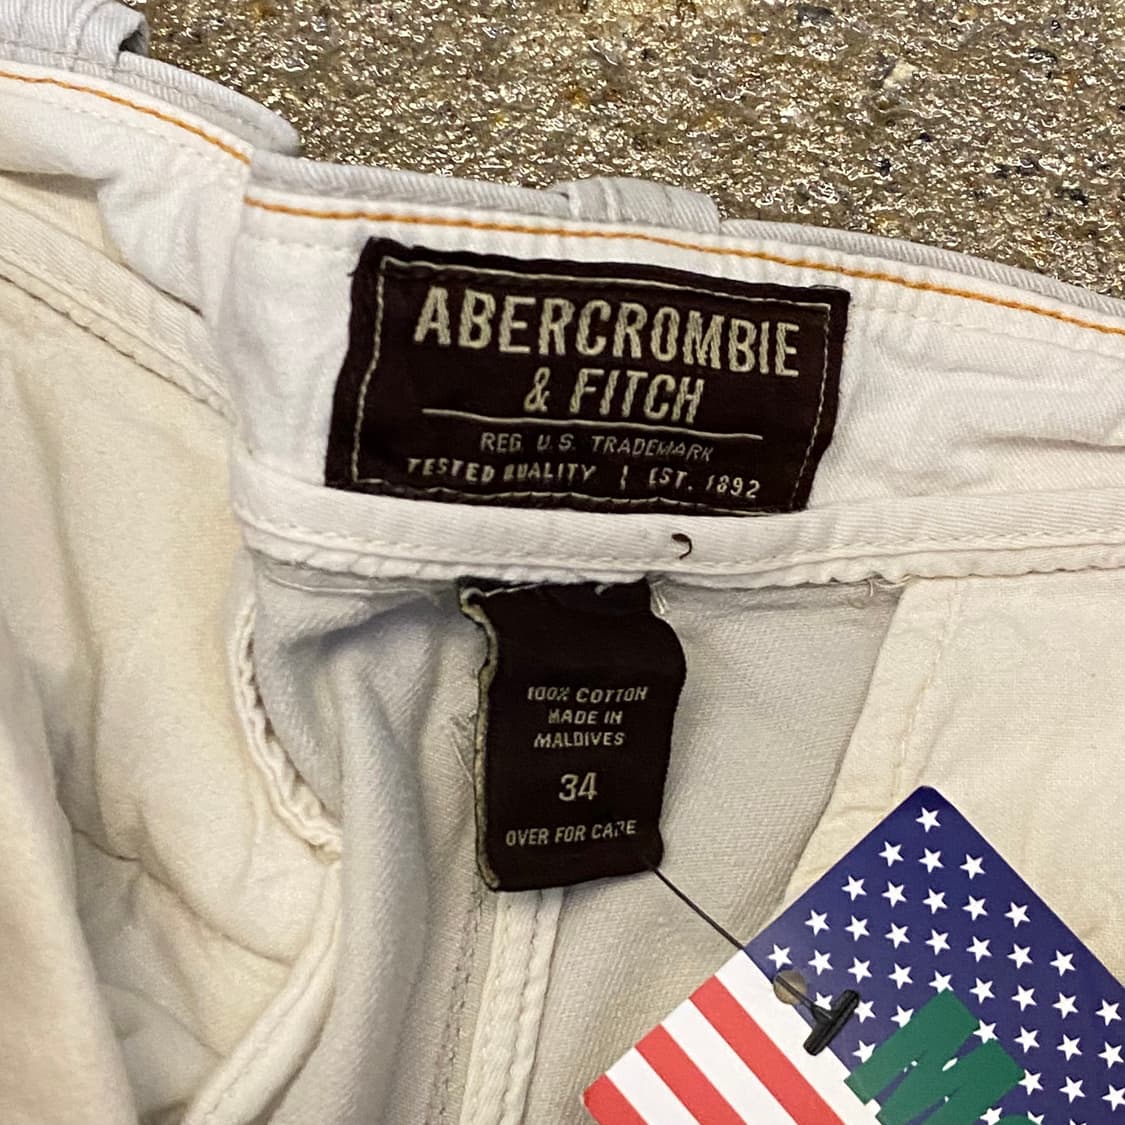 ABERCROMBIE
& FITCH
REG. U.S. TRADEMARK
TESTED QUALITY | EST. 1892
100% COTTON
MADE IN
MALDIVES
34
OVER FOR CARE